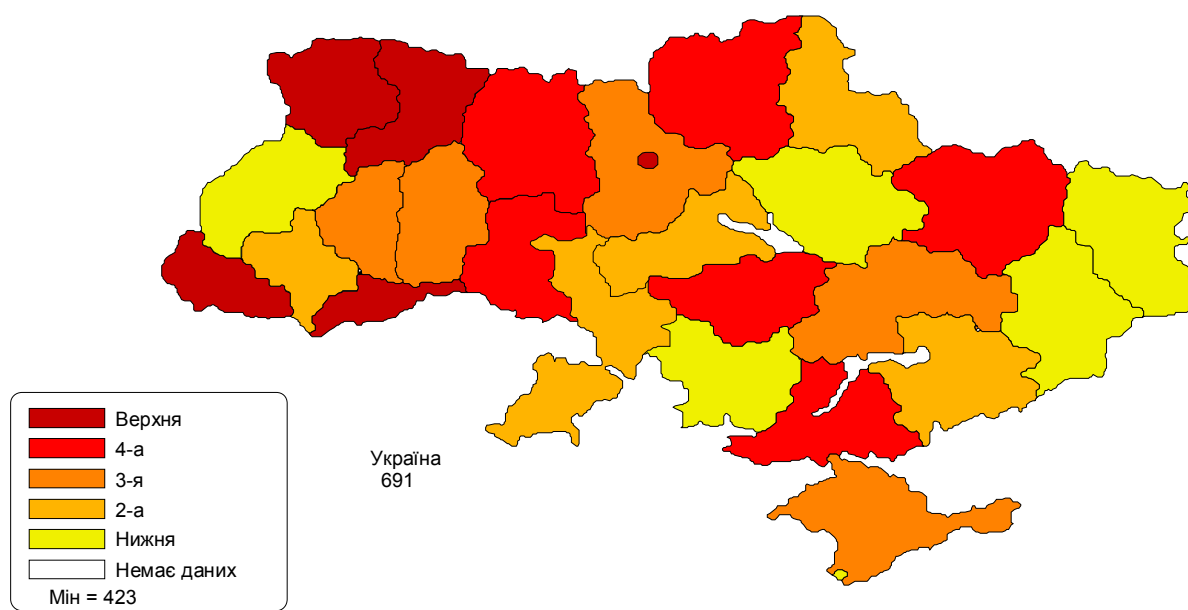 Україна
691
Верхня
4-а
3-я
2-а
Нижня
Немає даних
Мін = 423